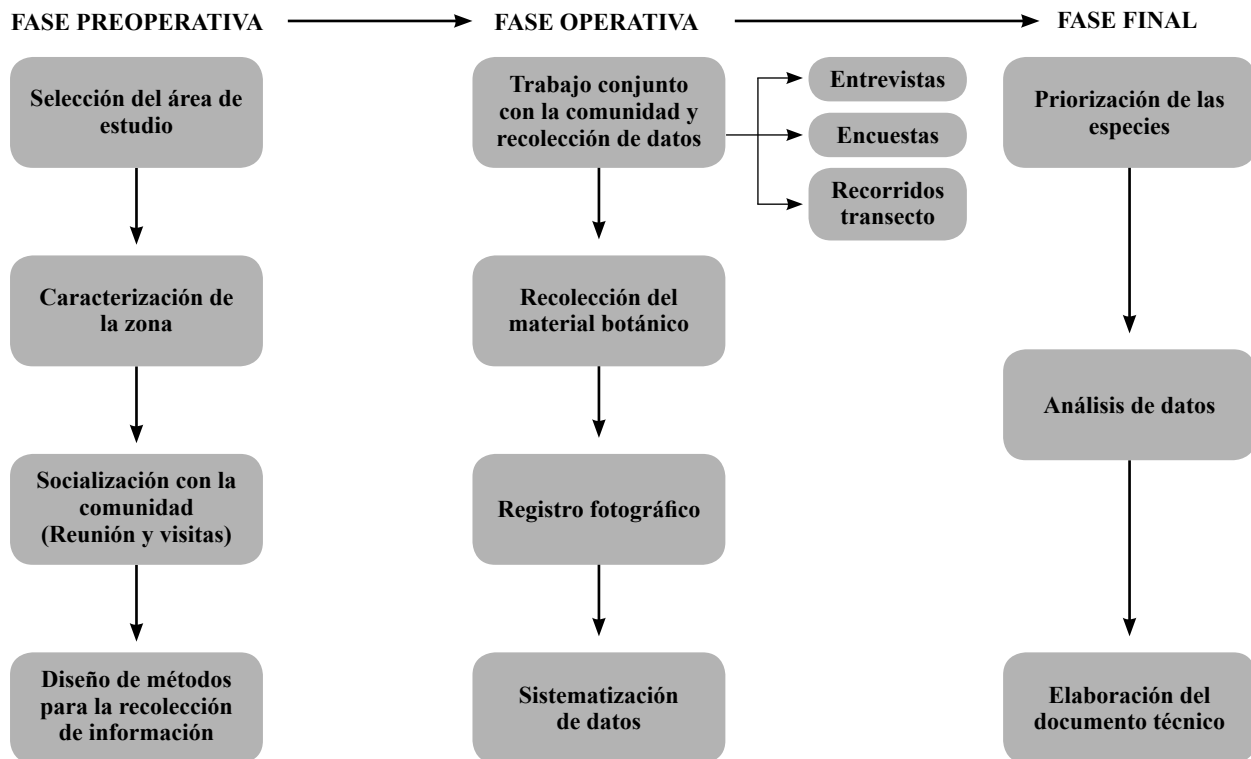 FASE PREOPERATIVA
FASE OPERATIVA
FASE FINAL
Selección del área de
estudio
Caracterización de
la zona
Socialización con la
comunidad
(Reunión y visitas)
Diseño de métodos
para la recolección
de información
Trabajo conjunto
con la comunidad y
recolección de datos
Entrevistas
Encuestas
Recorridos
transecto
Recolección del
material botánico
Registro fotográfico
Sistematización
de datos
Priorización de las
especies
Análisis de datos
Elaboración del
documento técnico